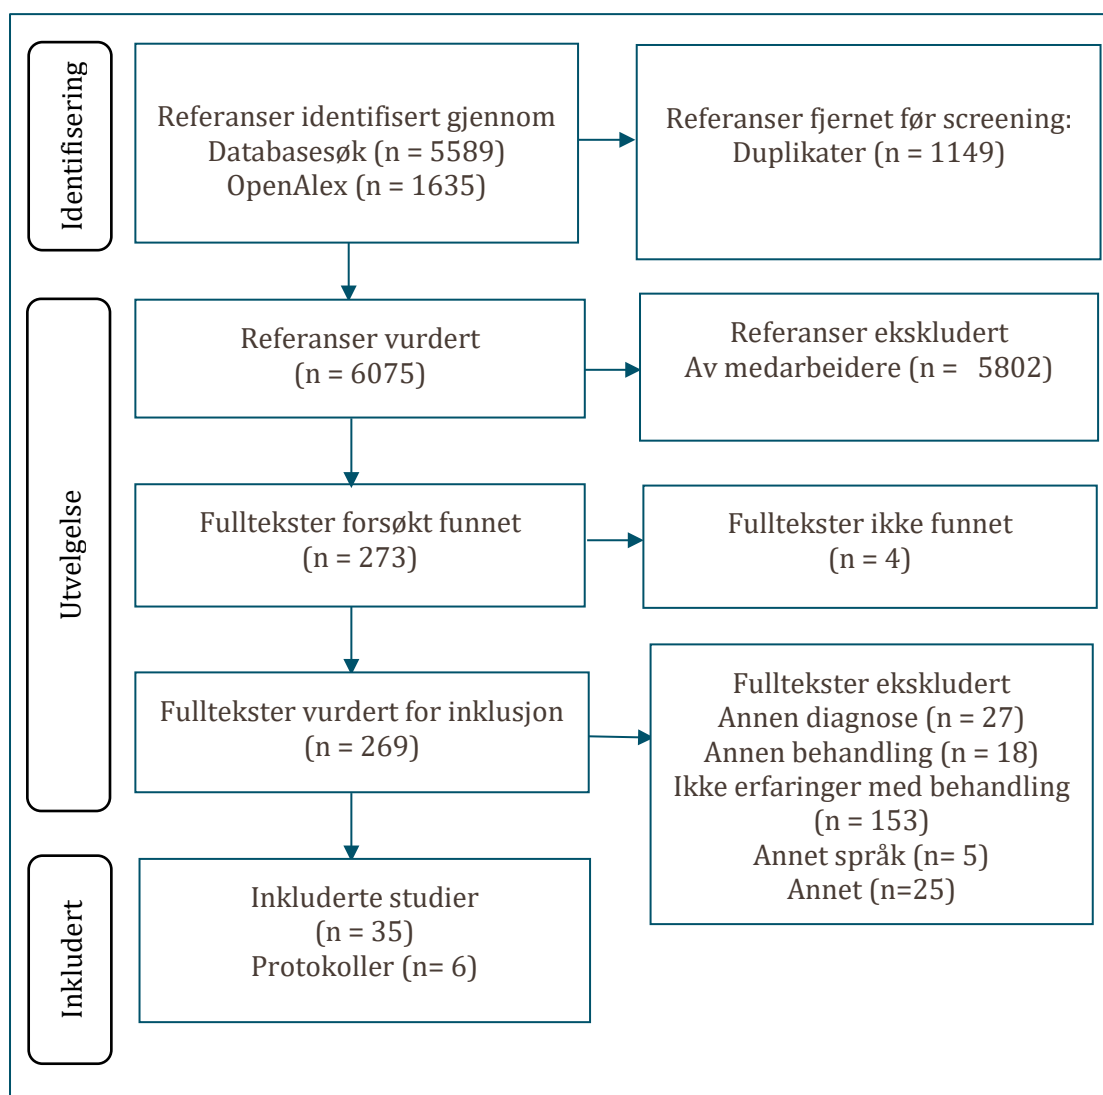 Identifisering
Referanser identifisert gjennom
Databasesøk (n = 5589)
OpenAlex (n = 1635)
Referanser fjernet før screening:
Duplikater (n = 1149)
Utvelgelse
Referanser vurdert
(n = 6075)
Referanser ekskludert
Av medarbeidere (n =   5802)
Fulltekster forsøkt funnet
(n = 273)
Fulltekster ikke funnet
(n = 4)
Fulltekster vurdert for inklusjon
(n = 269)
Fulltekster ekskludert
Annen diagnose (n = 27)
Annen behandling (n = 18)
Ikke erfaringer med behandling
(n = 153)
Annet språk (n= 5)
Annet (n=25)
Inkludert
Inkluderte studier
(n = 35)
Protokoller (n= 6)